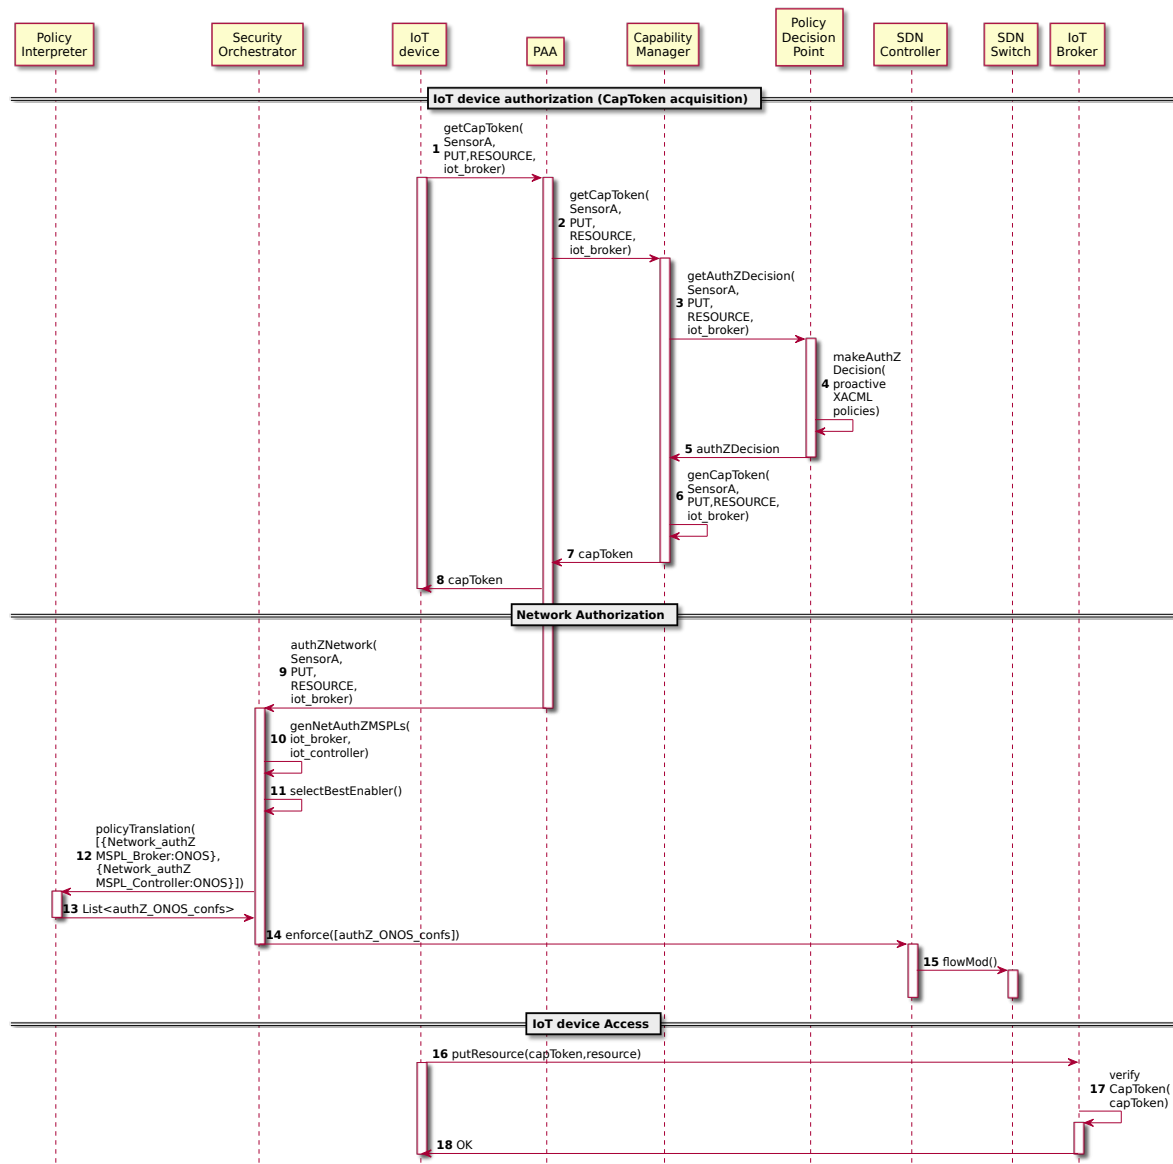 Policy
Interpreter
Security
Orchestrator
IoT
device
PAA
Capability
Manager
Policy
Decision
Point
SDN
Controller
SDN
Switch
IoT
Broker
IoT device authorization (CapToken acquisition)
getCapToken(
SensorA,
1 PUT,RESOURCE,
iot_broker)
getCapToken(
SensorA,
2 PUT,
RESOURCE,
iot_broker)
getAuthZDecision(
SensorA,
3 PUT,
RESOURCE,
iot_broker)
makeAuthZ
Decision(
4 proactive
XACML
policies)
5 authZDecision
genCapToken(
6 SensorA,
PUT,RESOURCE,
iot_broker)
7 capToken
8 capToken
Network Authorization
authZNetwork(
SensorA,
9 PUT,
RESOURCE,
iot_broker)
genNetAuthZMSPLs(
10 iot_broker,
iot_controller)
11 selectBestEnabler()
policyTranslation(
[{Network_authZ
12 MSPL_Broker:ONOS},
{Network_authZ
MSPL_Controller:ONOS}])
13 List<authZ_ONOS_confs>
14 enforce([authZ_ONOS_confs])
15 flowMod()
IoT device Access
16 putResource(capToken,resource)
verify
17 CapToken(
capToken)
18 OK